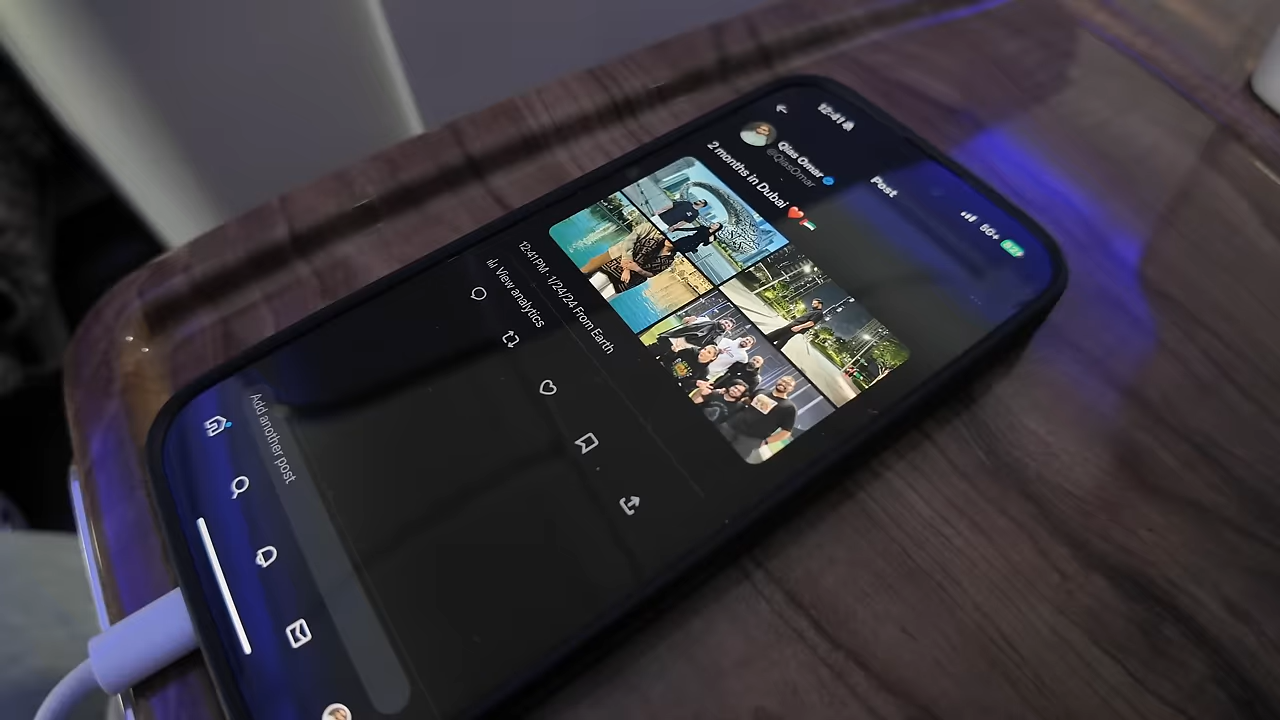 12:41
5G+
Post
Qias Omar
@QiasOmar
2 months in Dubai ❤️🇦🇪
12:41 PM · 1/24/24 From Earth
View analytics
Add another post